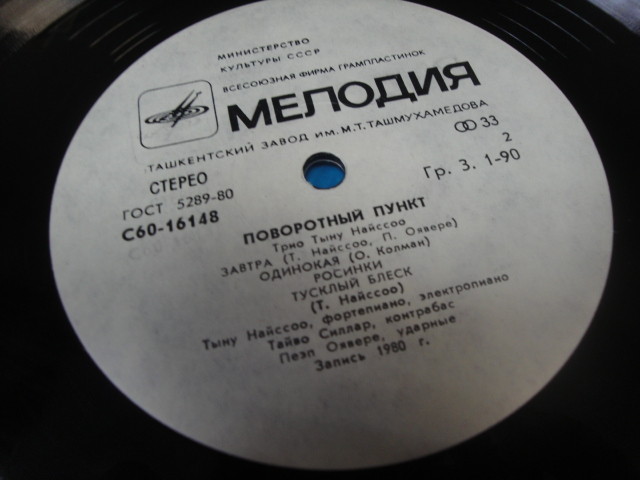 МИНИСТЕРСТВО
КУЛЬТУРЫ СССР
ВСЕСОЮЗНАЯ ФИРМА ГРАМПЛАСТИНОК
МЕЛОДИЯ
ТАШКЕНТСКИЙ ЗАВОД ИМ. М.Т. ТАШМУХАМЕДОВА
СТЕРЕО
33
ГОСТ 5289-80
2
С60-16148
Гр. 3. 1-90
ПОВОРОТНЫЙ ПУНКТ
Трио Тыну Найссоо
ЗАВТРА (Т. Найссоо, П. Оявере)
ОДИНОКАЯ (О. Колман)
РОСИНКИ
ТУСКЛЫЙ БЛЕСК
(Т. Найссоо)
Тыну Найссоо, фортепиано, электропиано
Тайво Силлар, контрабас
Пеэп Оявере, ударные
Запись 1980 г.